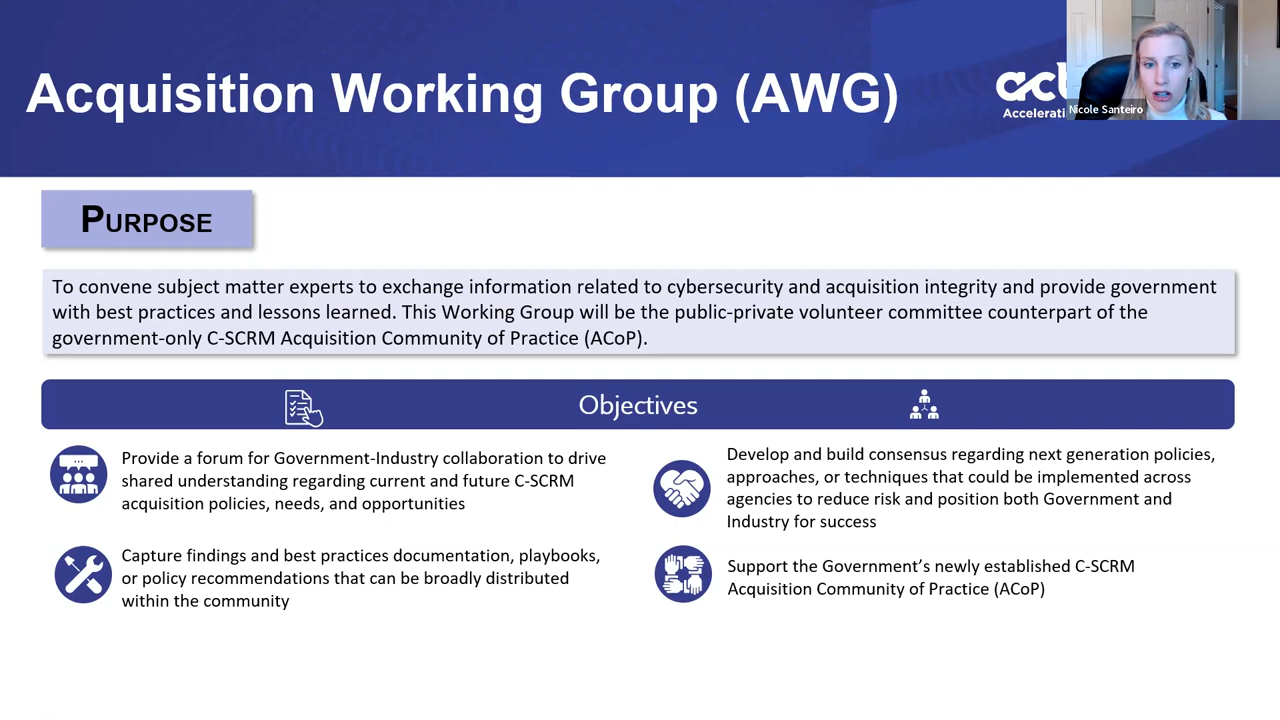 Acquisition Working Group (AWG)
act
Accelerati
Nicole Santeiro
PURPOSE
To convene subject matter experts to exchange information related to cybersecurity and acquisition integrity and provide government
with best practices and lessons learned. This Working Group will be the public-private volunteer committee counterpart of the
government-only C-SCRM Acquisition Community of Practice (ACoP).
Objectives
Provide a forum for Government-Industry collaboration to drive
shared understanding regarding current and future C-SCRM
acquisition policies, needs, and opportunities
Develop and build consensus regarding next generation policies,
approaches, or techniques that could be implemented across
agencies to reduce risk and position both Government and
Industry for success
Capture findings and best practices documentation, playbooks,
or policy recommendations that can be broadly distributed
within the community
Support the Government’s newly established C-SCRM
Acquisition Community of Practice (ACoP)